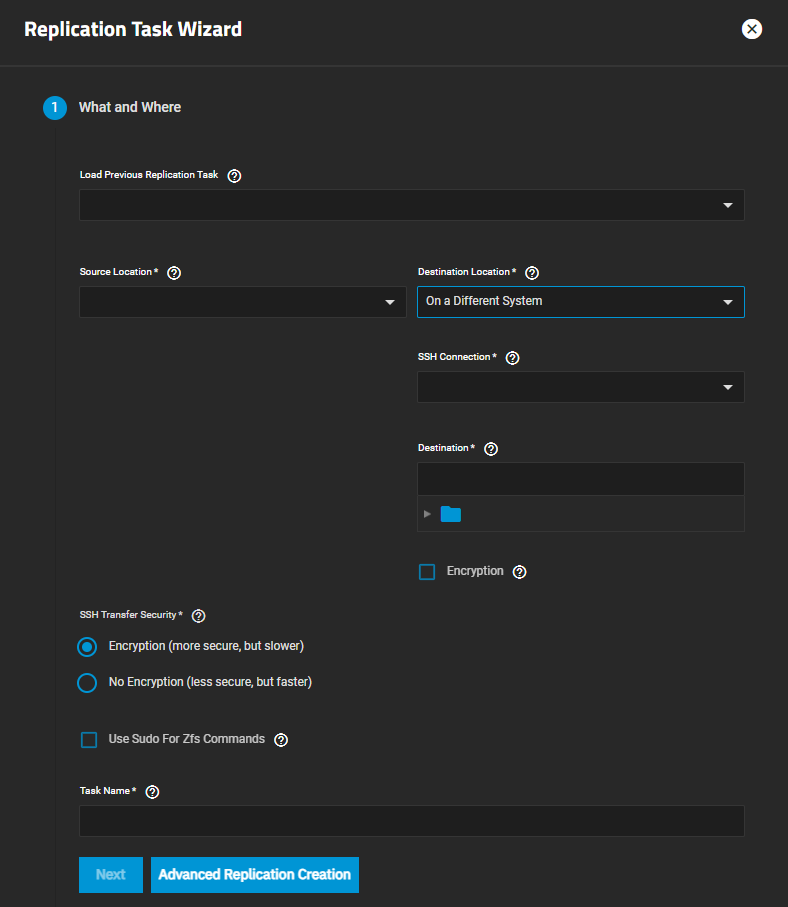 Replication Task Wizard
1 What and Where
Load Previous Replication Task ?
Source Location * ?
Destination Location * ?
On a Different System
SSH Connection * ?
Destination * ?
Encryption ?
SSH Transfer Security * ?
Encryption (more secure, but slower)
No Encryption (less secure, but faster)
Use Sudo For Zfs Commands ?
Task Name * ?
Next
Advanced Replication Creation